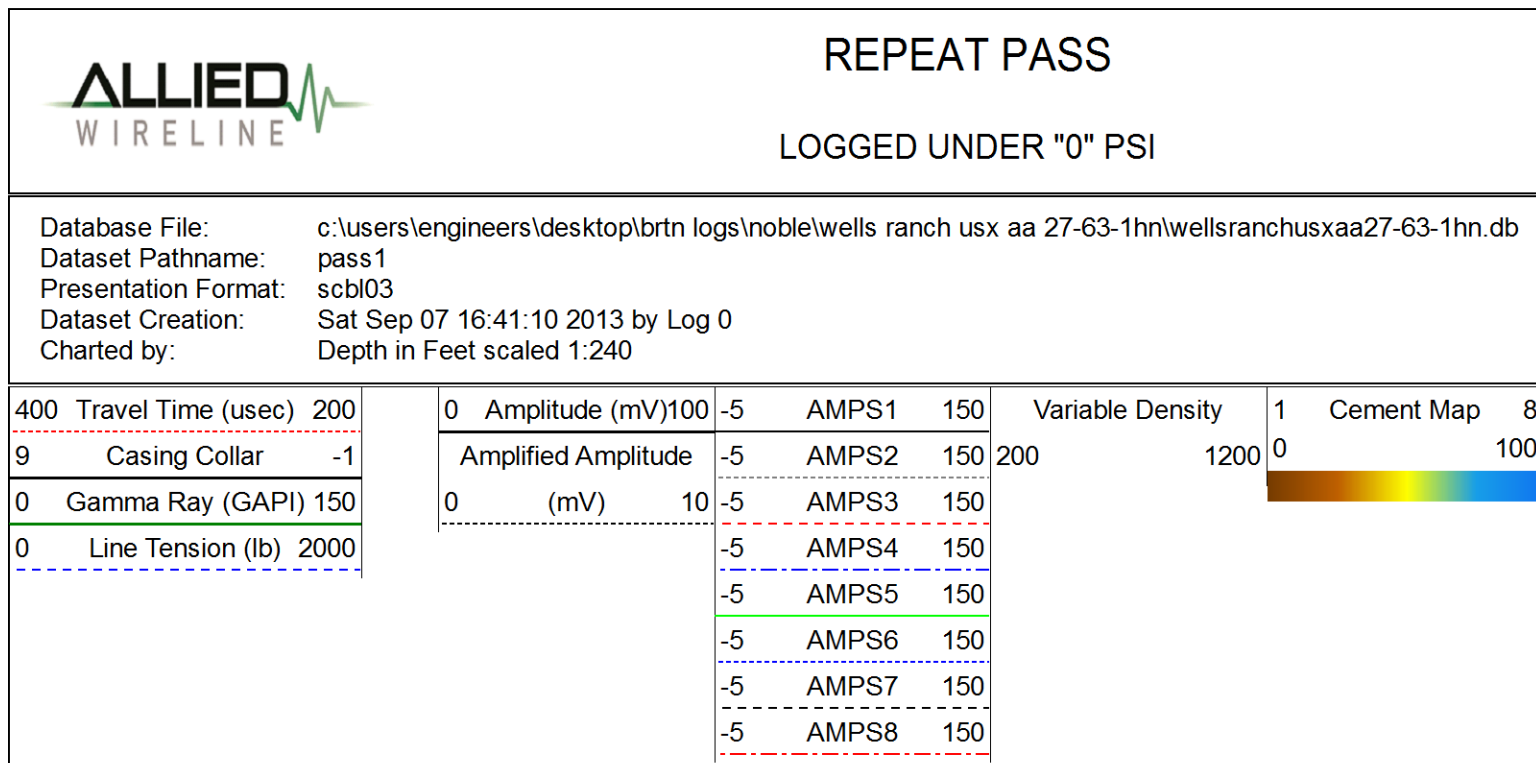 ALLIED
WIRELINE
REPEAT PASS
LOGGED UNDER "0" PSI
Database File: c:\users\engineers\desktop\brtn logs\noble\wells ranch usx aa 27-63-1hn\wellsranchusxaa27-63-1hn.db
Dataset Pathname: pass1
Presentation Format: scbl03
Dataset Creation: Sat Sep 07 16:41:10 2013 by Log 0
Charted by: Depth in Feet scaled 1:240
400 Travel Time (usec) 200
9 Casing Collar -1
0 Gamma Ray (GAPI) 150
0 Line Tension (lb) 2000
0 Amplitude (mV) 100
Amplified Amplitude
0 (mV) 10
-5 AMPS1 150
-5 AMPS2 150
-5 AMPS3 150
-5 AMPS4 150
-5 AMPS5 150
-5 AMPS6 150
-5 AMPS7 150
-5 AMPS8 150
Variable Density
200 1200
1 Cement Map 8
0 100